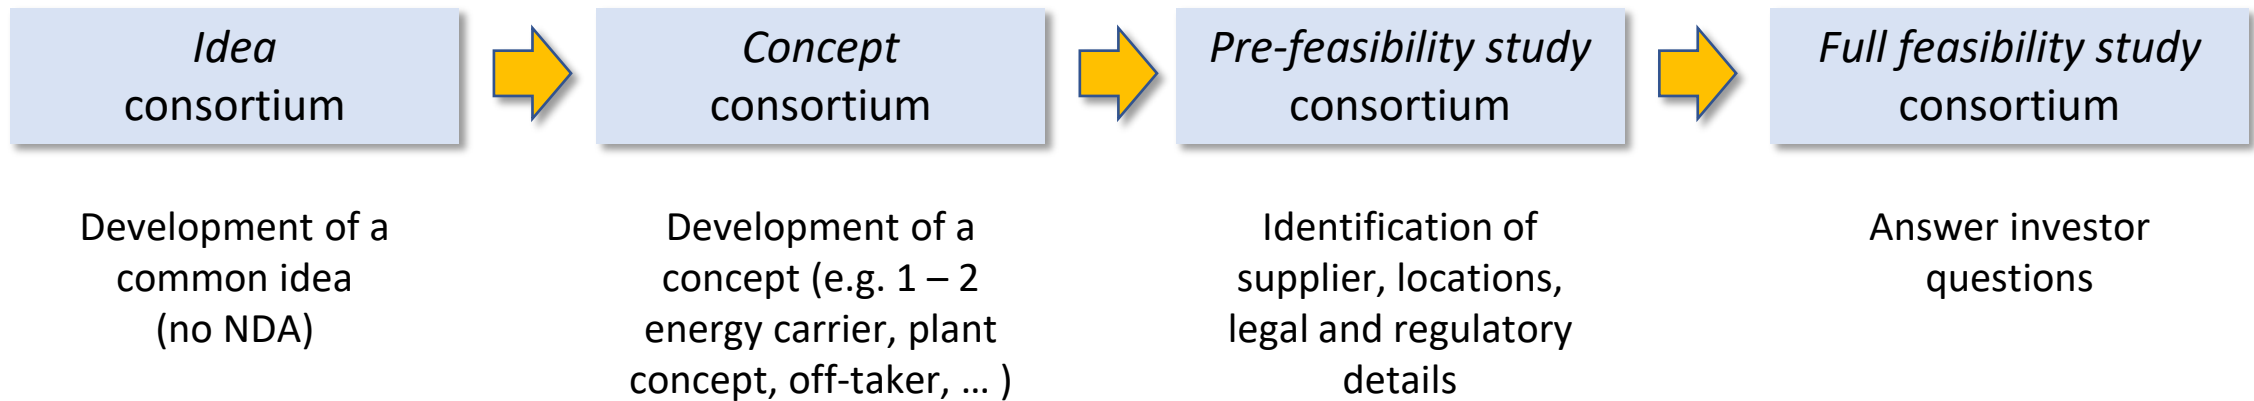 Idea
consortium
Concept
consortium
Pre-feasibility study
consortium
Full feasibility study
consortium
Development of a
common idea
(no NDA)
Development of a
concept (e.g. 1 – 2
energy carrier, plant
concept, off-taker, … )
Identification of
supplier, locations,
legal and regulatory
details
Answer investor
questions